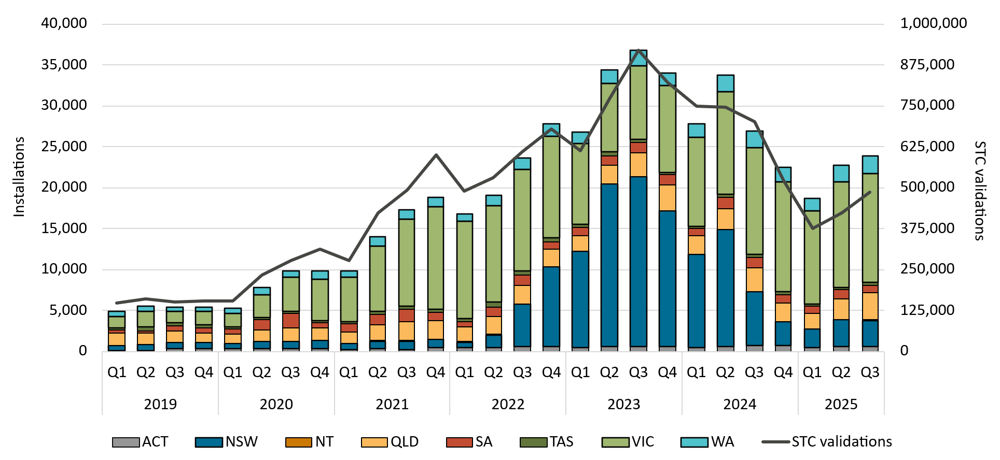 40,000 1,000,000
35,000 875,000
30,000 750,000
25,000 625,000
20,000 500,000
15,000 375,000
10,000 250,000
5,000 125,000
0 0
Installations
STC validations
Q1 Q2 Q3 Q4 Q1 Q2 Q3 Q4 Q1 Q2 Q3 Q4 Q1 Q2 Q3 Q4 Q1 Q2 Q3 Q4 Q1 Q2 Q3 Q4 Q1 Q2 Q3
2019 2020 2021 2022 2023 2024 2025
ACT NSW NT QLD SA TAS VIC WA STC validations